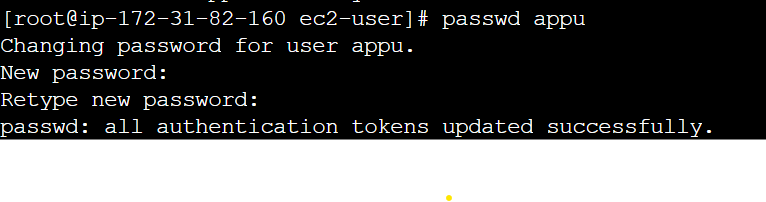 [root@ip-172-31-82-160 ec2-user]# passwd appu
Changing password for user appu.
New password:
Retype new password:
passwd: all authentication tokens updated successfully.